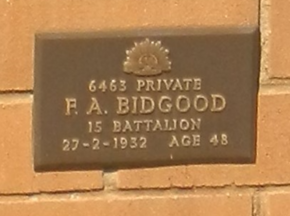 6463 PRIVATE
F. A. BIDGOOD
15 BATTALION
27-2-1932 AGE 48